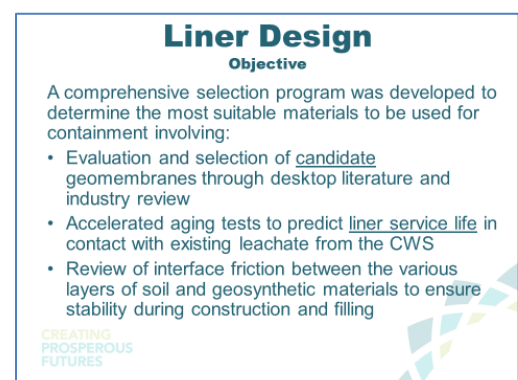 Liner Design
Objective
A comprehensive selection program was developed to
determine the most suitable materials to be used for
containment involving:
• Evaluation and selection of candidate
geomembranes through desktop literature and
industry review
• Accelerated aging tests to predict liner service life in
contact with existing leachate from the CWS
• Review of interface friction between the various
layers of soil and geosynthetic materials to ensure
stability during construction and filling
CREATING
PROSPEROUS
FUTURES